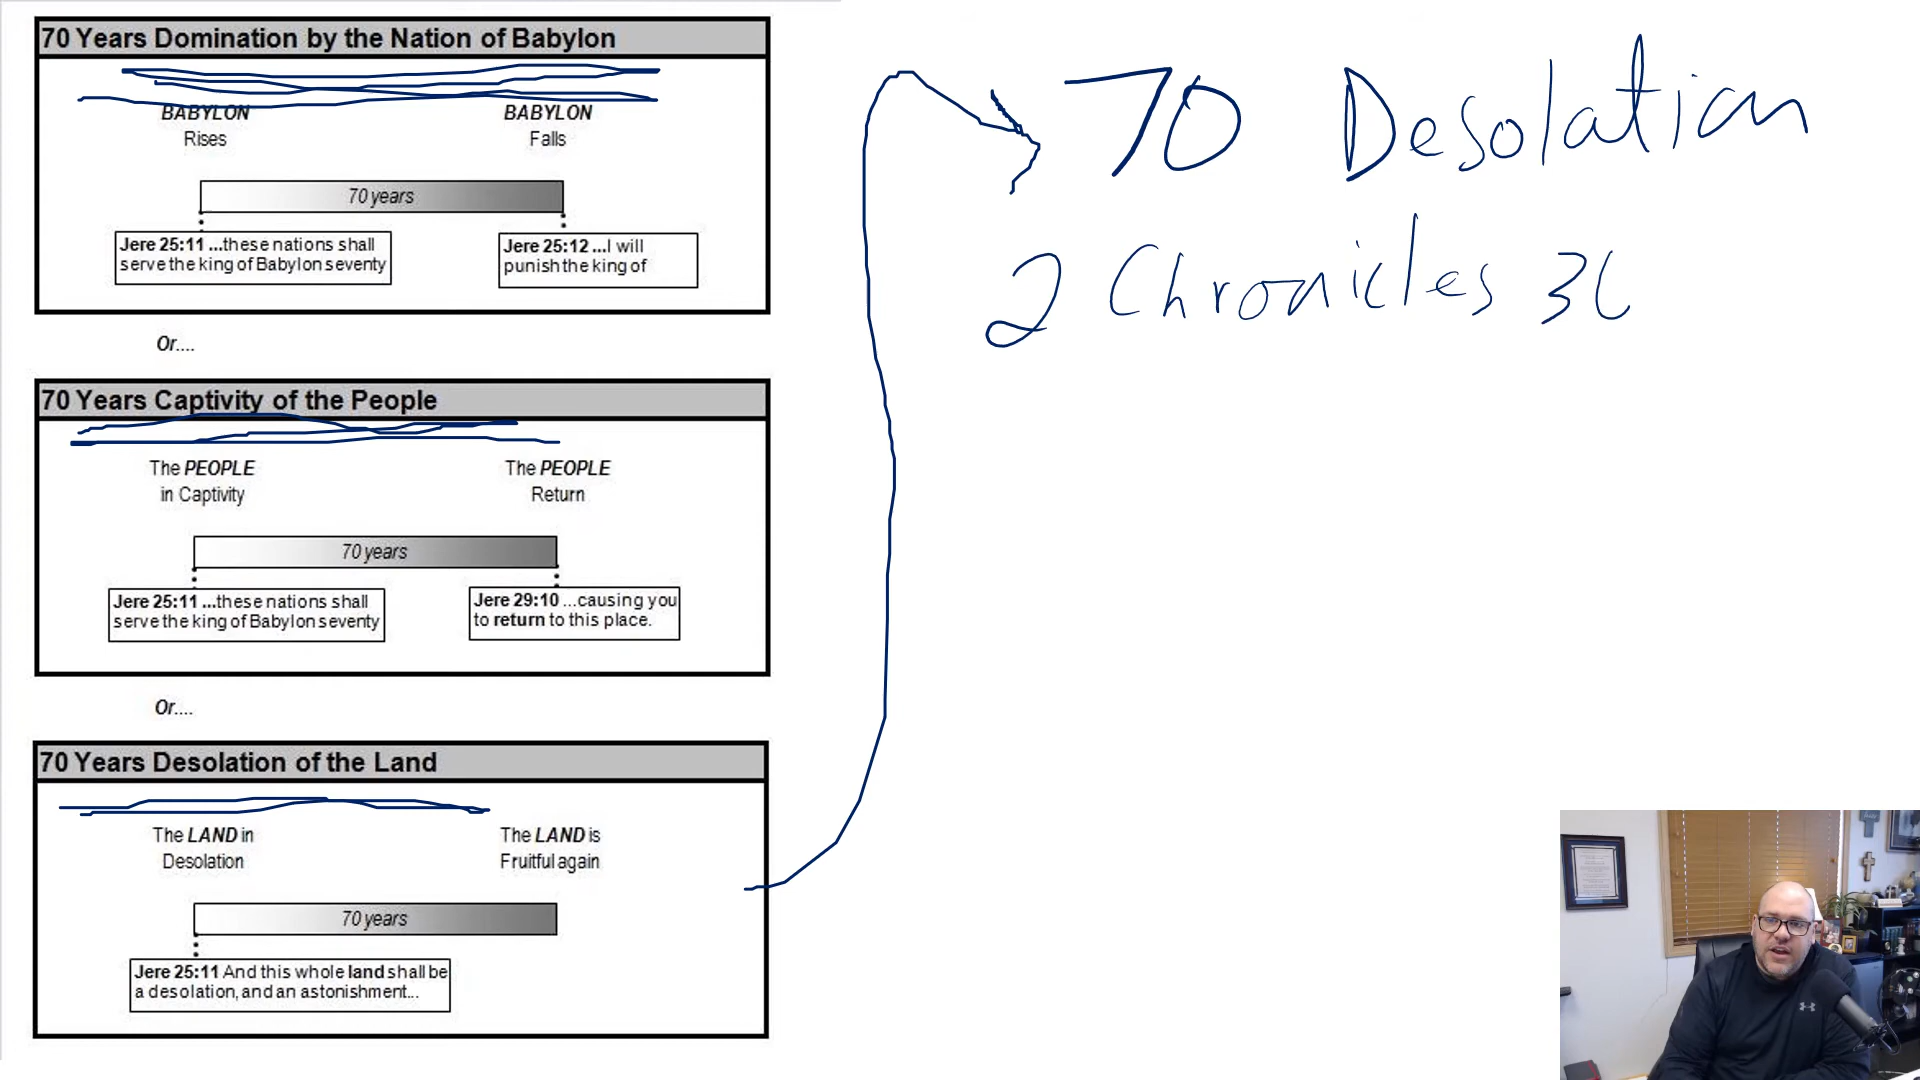 70 Years Domination by the Nation of Babylon
BABYLON
Rises
BABYLON
Falls
70 years
Jere 25:11 ...these nations shall
serve the king of Babylon seventy
Jere 25:12 ...I will
punish the king of
Or....
70 Years Captivity of the People
The PEOPLE
in Captivity
The PEOPLE
Return
70 years
Jere 25:11 ...these nations shall
serve the king of Babylon seventy
Jere 29:10 ...causing you
to return to this place.
Or....
70 Years Desolation of the Land
The LAND in
Desolation
The LAND is
Fruitful again
70 years
Jere 25:11 And this whole land shall be
a desolation, and an astonishment...
70 Desolation
2 Chronicles 36